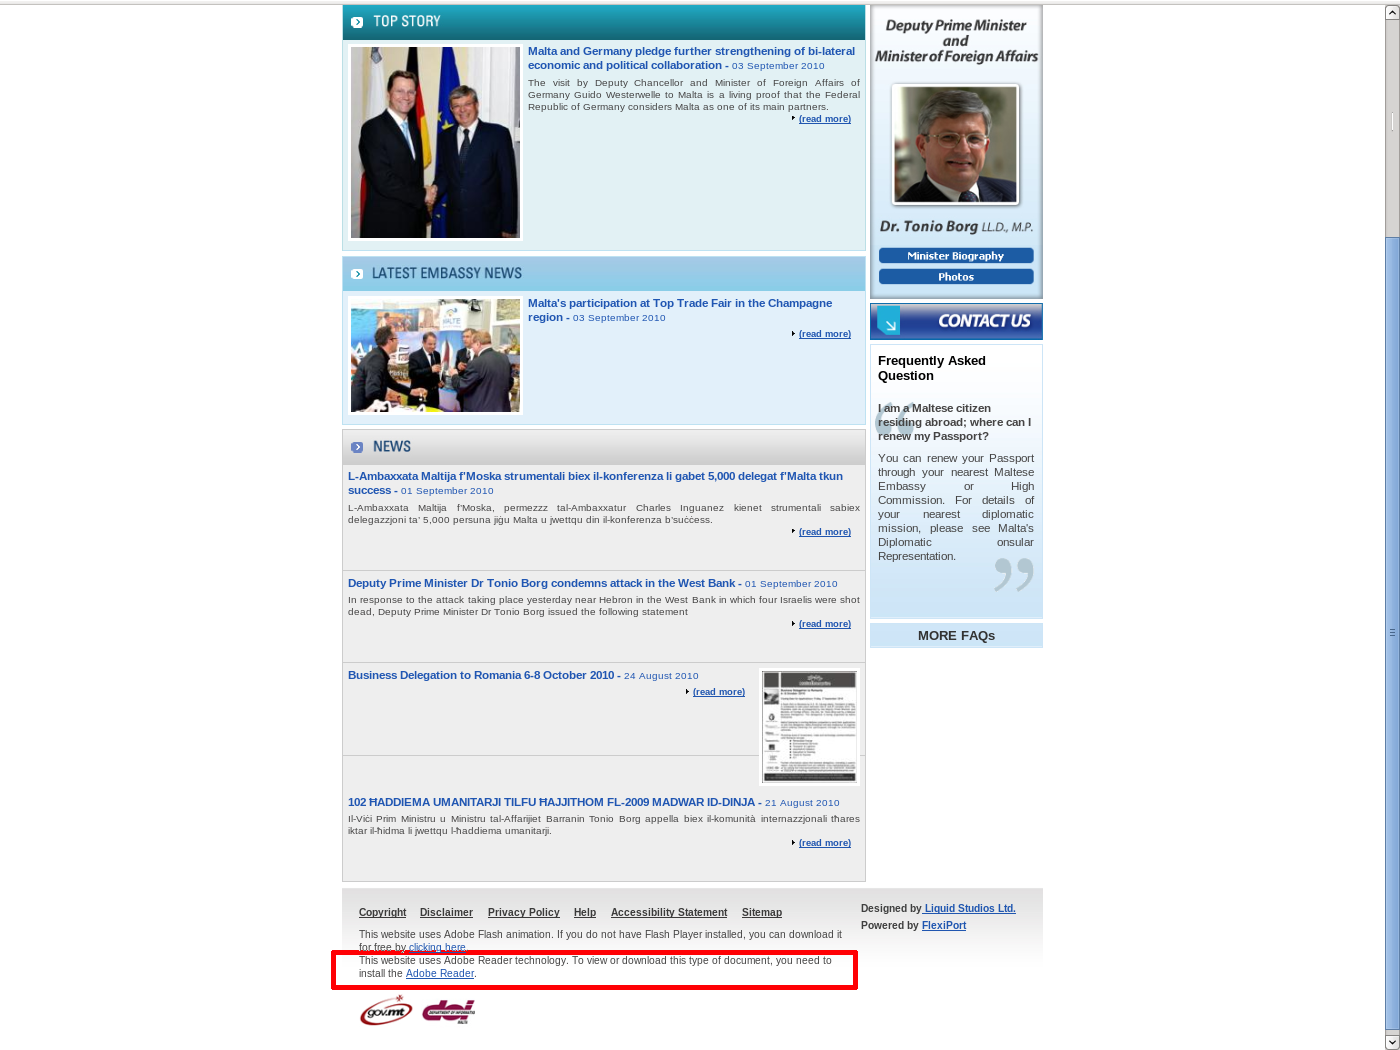 TOP STORY
Malta and Germany pledge further strengthening of bi-lateral
economic and political collaboration - 03 September 2010
The visit by Deputy Chancellor and Minister of Foreign Affairs of
Germany Guido Westerwelle to Malta is a living proof that the Federal
Republic of Germany considers Malta as one of its main partners.
(read more)
LATEST EMBASSY NEWS
Malta's participation at Top Trade Fair in the Champagne
region - 03 September 2010
(read more)
NEWS
L-Ambaxxata Maltija f'Moska strumentali biex il-konferenza li gabet 5,000 delegat f'Malta tkun
success - 01 September 2010
L-Ambaxxata Maltija f'Moska, permezzz tal-Ambaxxatur Charles Inguanez kienet strumentali sabiex
delegazzjoni ta' 5,000 persuna jiġu Malta u jwettqu din il-konferenza b'suċċess.
(read more)
Deputy Prime Minister Dr Tonio Borg condemns attack in the West Bank - 01 September 2010
In response to the attack taking place yesterday near Hebron in the West Bank in which four Israelis were shot
dead, Deputy Prime Minister Dr Tonio Borg issued the following statement
(read more)
Business Delegation to Romania 6-8 October 2010 - 24 August 2010
(read more)
102 ĦADDIEMA UMANITARJI TILFU ĦAJJITHOM FL-2009 MADWAR ID-DINJA - 21 August 2010
Il-Viċi Prim Ministru u Ministru tal-Affarijiet Barranin Tonio Borg appella biex il-komunità internazzjonali tħares
iktar il-ħidma li jwettqu l-ħaddiema umanitarji.
(read more)
Deputy Prime Minister
and
Minister of Foreign Affairs
Dr. Tonio Borg LL.D., M.P.
Minister Biography
Photos
CONTACT US
Frequently Asked
Question
I am a Maltese citizen
residing abroad; where can I
renew my Passport?
You can renew your Passport
through your nearest Maltese
Embassy or High
Commission. For details of
your nearest diplomatic
mission, please see Malta's
Diplomatic onsular
Representation.
MORE FAQs
Copyright Disclaimer Privacy Policy Help Accessibility Statement Sitemap
This website uses Adobe Flash animation. If you do not have Flash Player installed, you can download it
for free by clicking here
This website uses Adobe Reader technology. To view or download this type of document, you need to
install the Adobe Reader.
Designed by Liquid Studios Ltd.
Powered by FlexiPort
gov.mt
doi
DEPARTMENT OF INFORMATION
MALTA